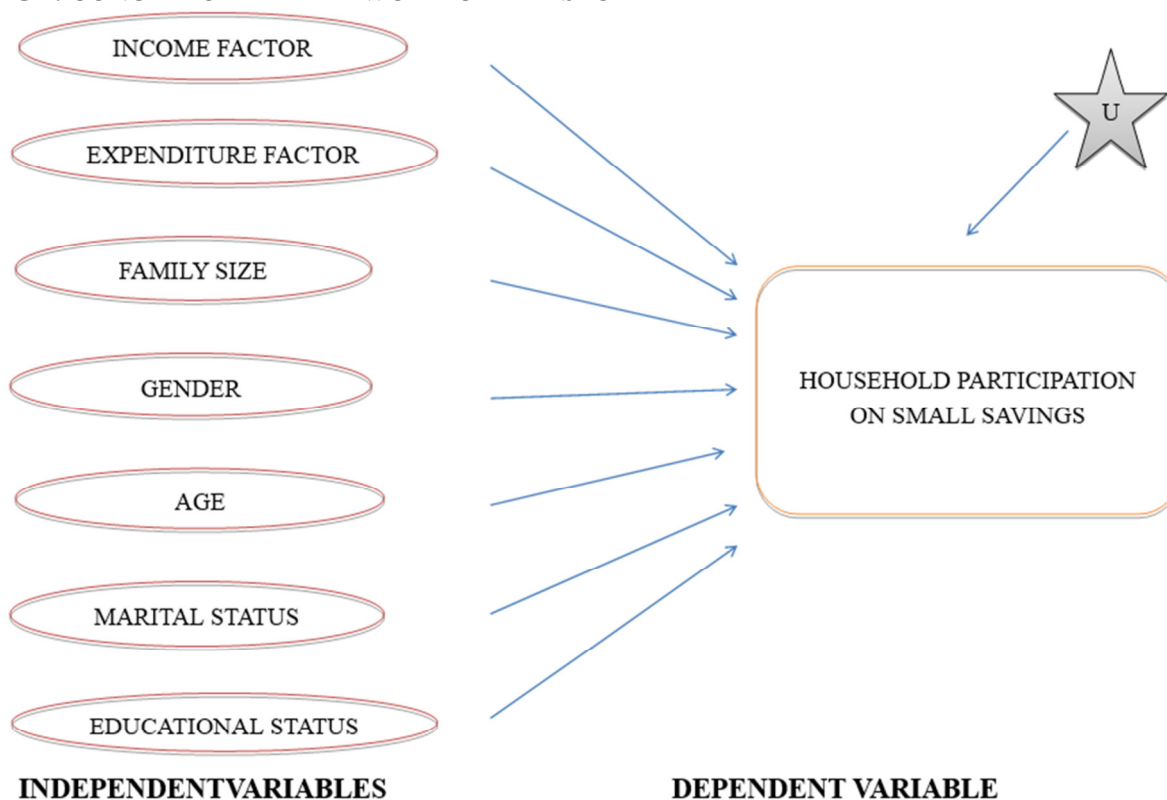 INCOME FACTOR
U
EXPENDITURE FACTOR
FAMILY SIZE
GENDER
HOUSEHOLD PARTICIPATION
ON SMALL SAVINGS
AGE
MARITAL STATUS
EDUCATIONAL STATUS
INDEPENDENTVARIABLES
DEPENDENT VARIABLE